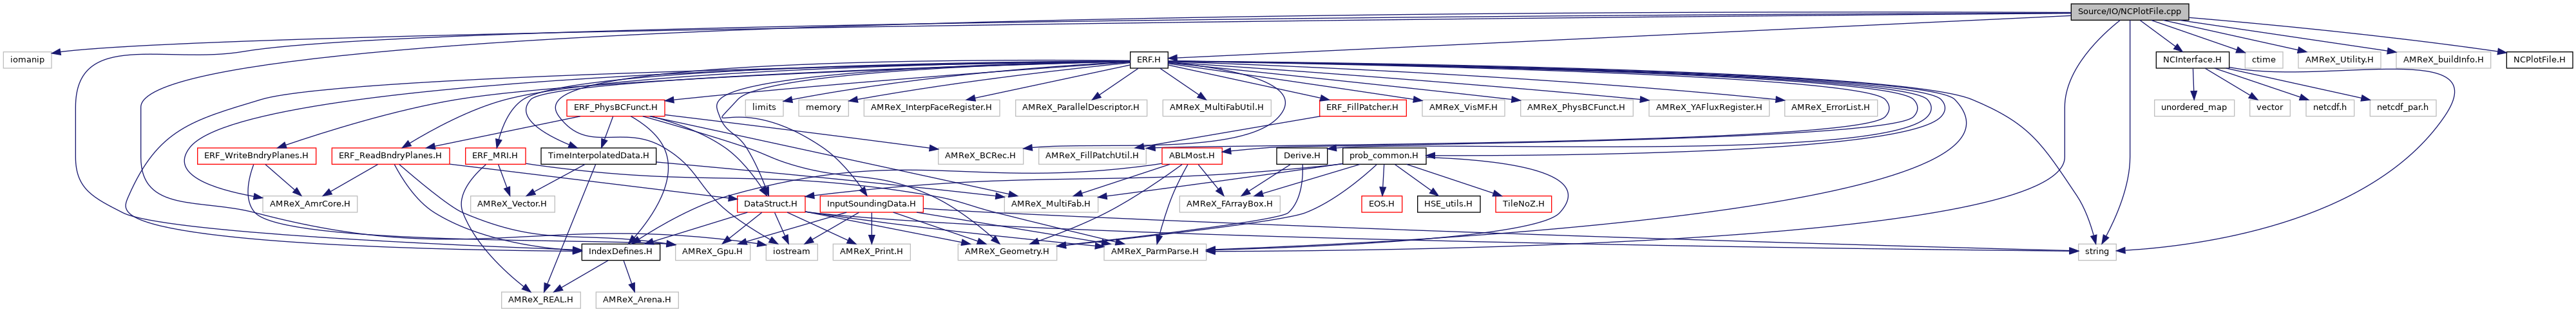 Source/IO/NCPlotFile.cpp
iomanip
ERF.H
NCInterface.H
ctime
AMReX_Utility.H
AMReX_buildInfo.H
NCPlotFile.H
ERF_PhysBCFunct.H
limits
memory
AMReX_InterpFaceRegister.H
AMReX_ParallelDescriptor.H
AMReX_MultiFabUtil.H
ERF_FillPatcher.H
AMReX_VisMF.H
AMReX_PhysBCFunct.H
AMReX_YAFluxRegister.H
AMReX_ErrorList.H
unordered_map
vector
netcdf.h
netcdf_par.h
ERF_WriteBndryPlanes.H
ERF_ReadBndryPlanes.H
ERF_MRI.H
TimeInterpolatedData.H
AMReX_BCRec.H
AMReX_FillPatchUtil.H
ABLMost.H
Derive.H
prob_common.H
AMReX_AmrCore.H
AMReX_Vector.H
DataStruct.H
InputSoundingData.H
AMReX_MultiFab.H
AMReX_FArrayBox.H
EOS.H
HSE_utils.H
TileNoZ.H
IndexDefines.H
AMReX_Gpu.H
iostream
AMReX_Print.H
AMReX_Geometry.H
AMReX_ParmParse.H
string
AMReX_REAL.H
AMReX_Arena.H